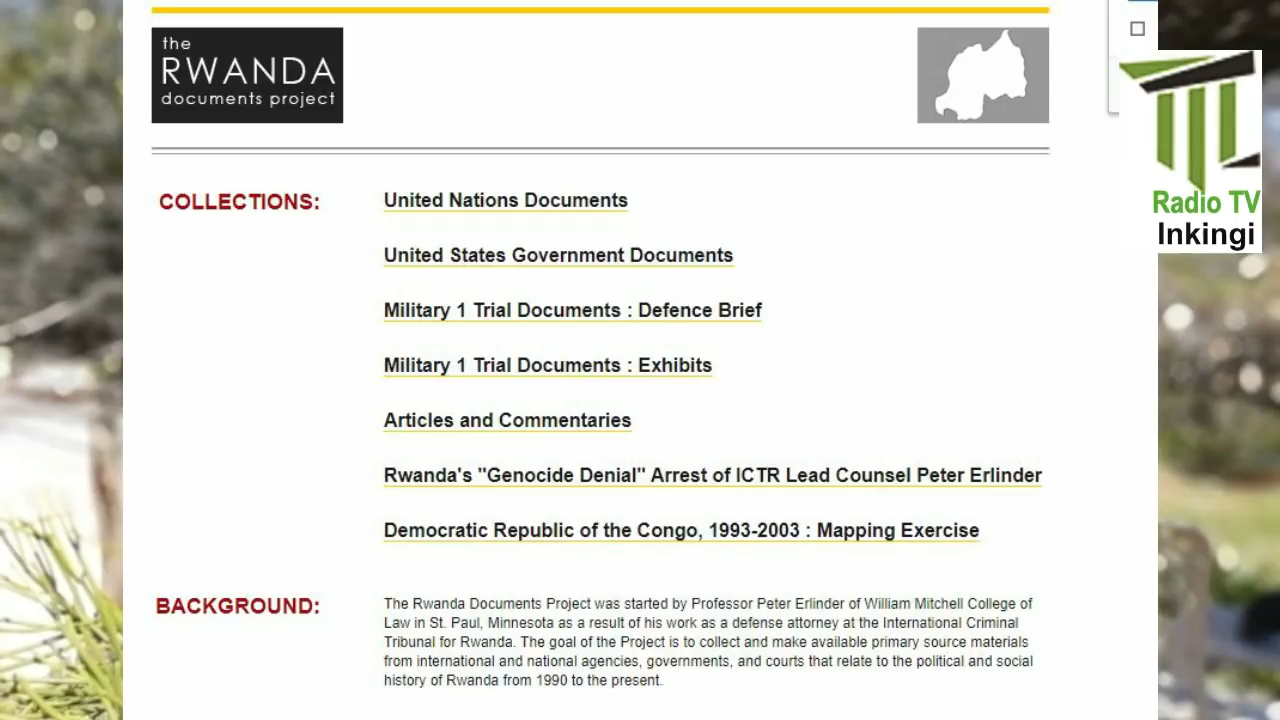 the
RWANDA
documents project
Radio TV
Inkingi
COLLECTIONS:
United Nations Documents
United States Government Documents
Military 1 Trial Documents : Defence Brief
Military 1 Trial Documents : Exhibits
Articles and Commentaries
Rwanda's "Genocide Denial" Arrest of ICTR Lead Counsel Peter Erlinder
Democratic Republic of the Congo, 1993-2003 : Mapping Exercise
BACKGROUND:
The Rwanda Documents Project was started by Professor Peter Erlinder of William Mitchell College of
Law in St. Paul, Minnesota as a result of his work as a defense attorney at the International Criminal
Tribunal for Rwanda. The goal of the Project is to collect and make available primary source materials
from international and national agencies, governments, and courts that relate to the political and social
history of Rwanda from 1990 to the present.